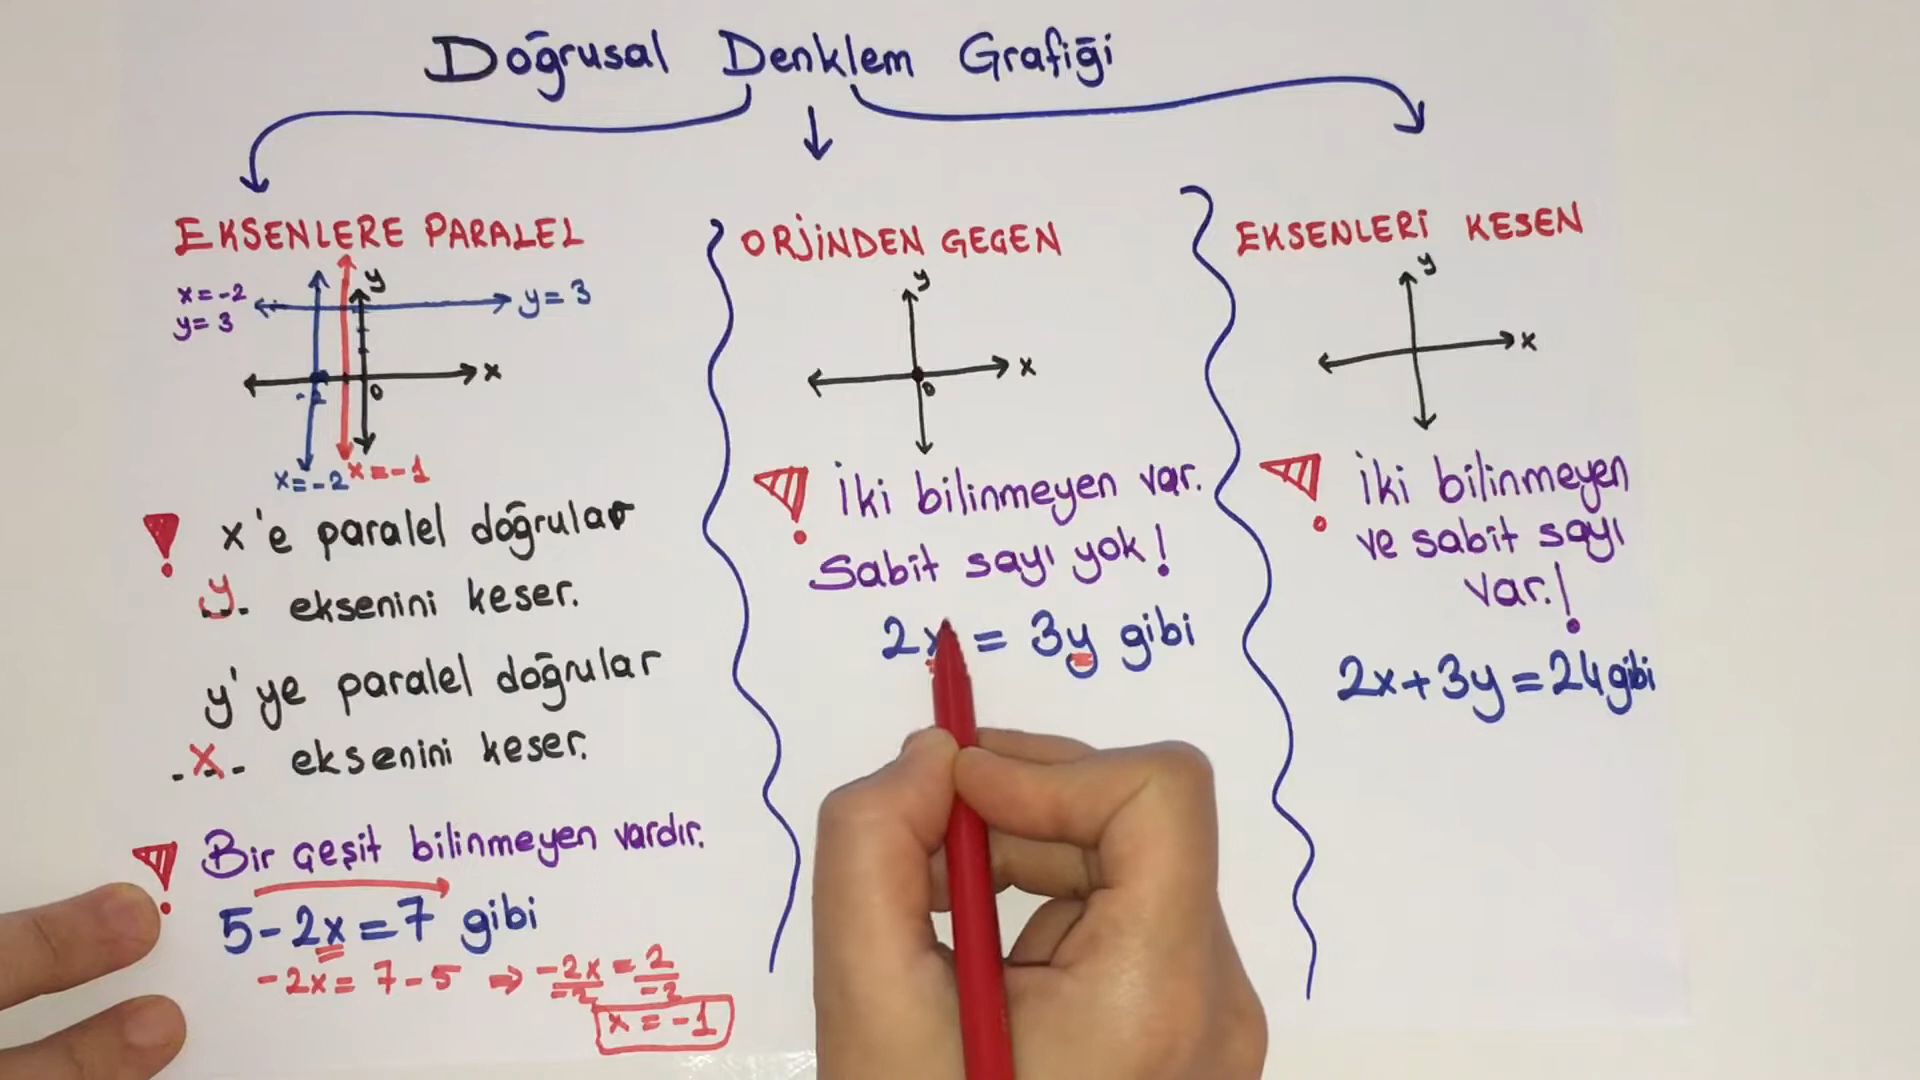 Doğrusal Denklem Grafiği
EKSENLERE PARALEL
x=-2
y=3
y
y=3
x
-2
0
x=-2
x=-1
x'e paralel doğrular
y eksenini keser.
y'ye paralel doğrular
-x- eksenini keser.
Bir çeşit bilinmeyen vardır.
5-2x=7 gibi
-2x=7-5 ⇒ -2x/-2 = 2/-2
x=-1
ORJİNDEN GEÇEN
y
x
0
İki bilinmeyen var.
Sabit sayı yok!
2x = 3y gibi
EKSENLERİ KESEN
y
x
İki bilinmeyen
ve sabit sayı
var.!
2x+3y=24 gibi